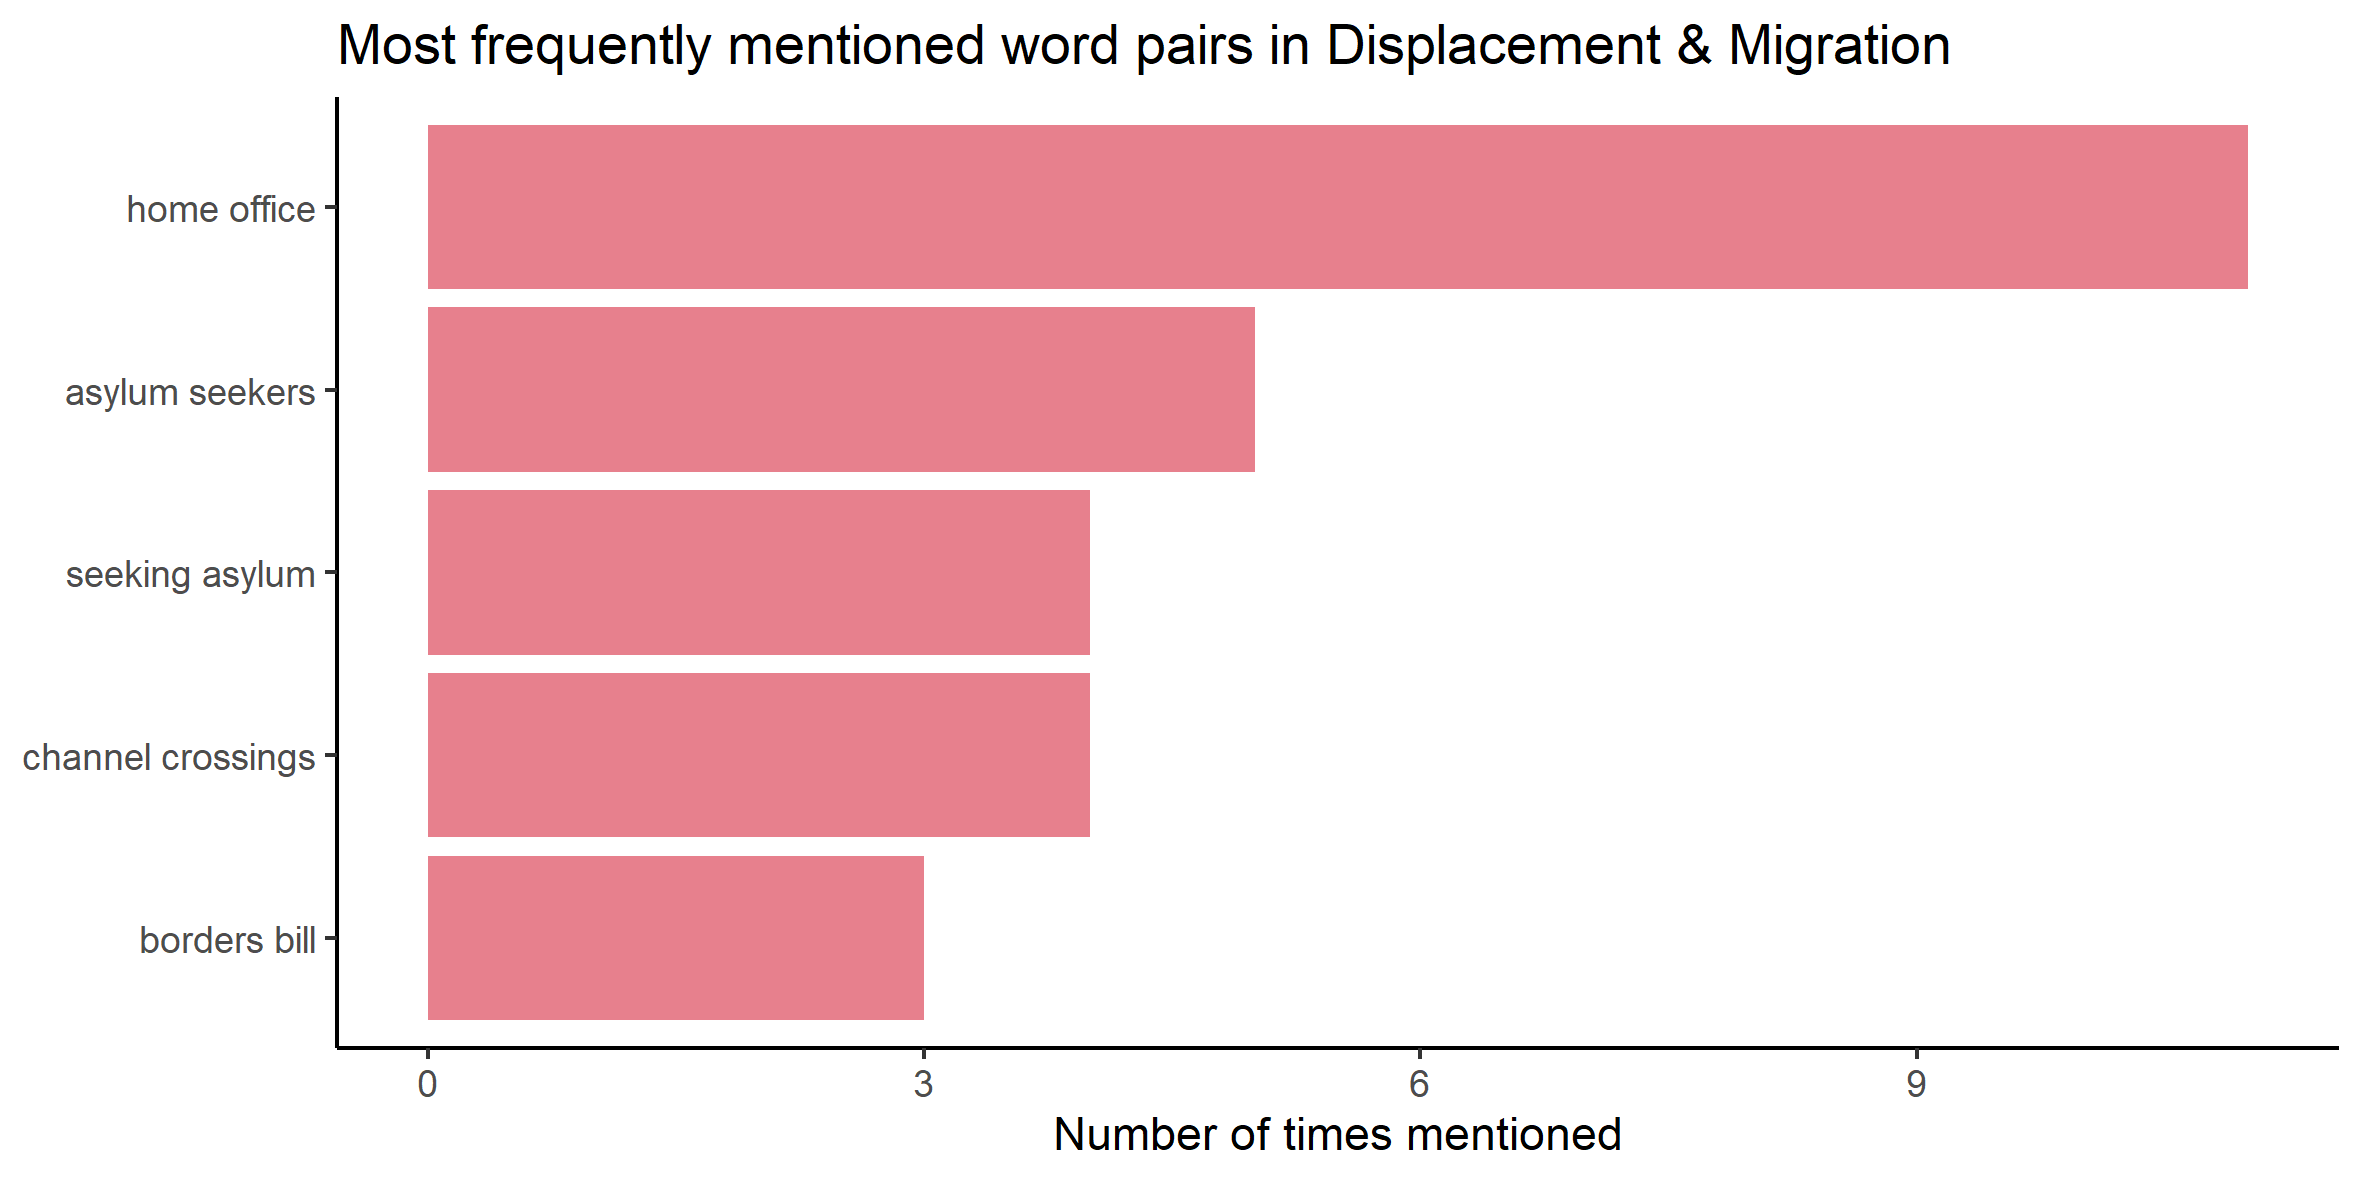 Most frequently mentioned word pairs in Displacement & Migration
home office
asylum seekers
seeking asylum
channel crossings
borders bill
0 3 6 9
Number of times mentioned